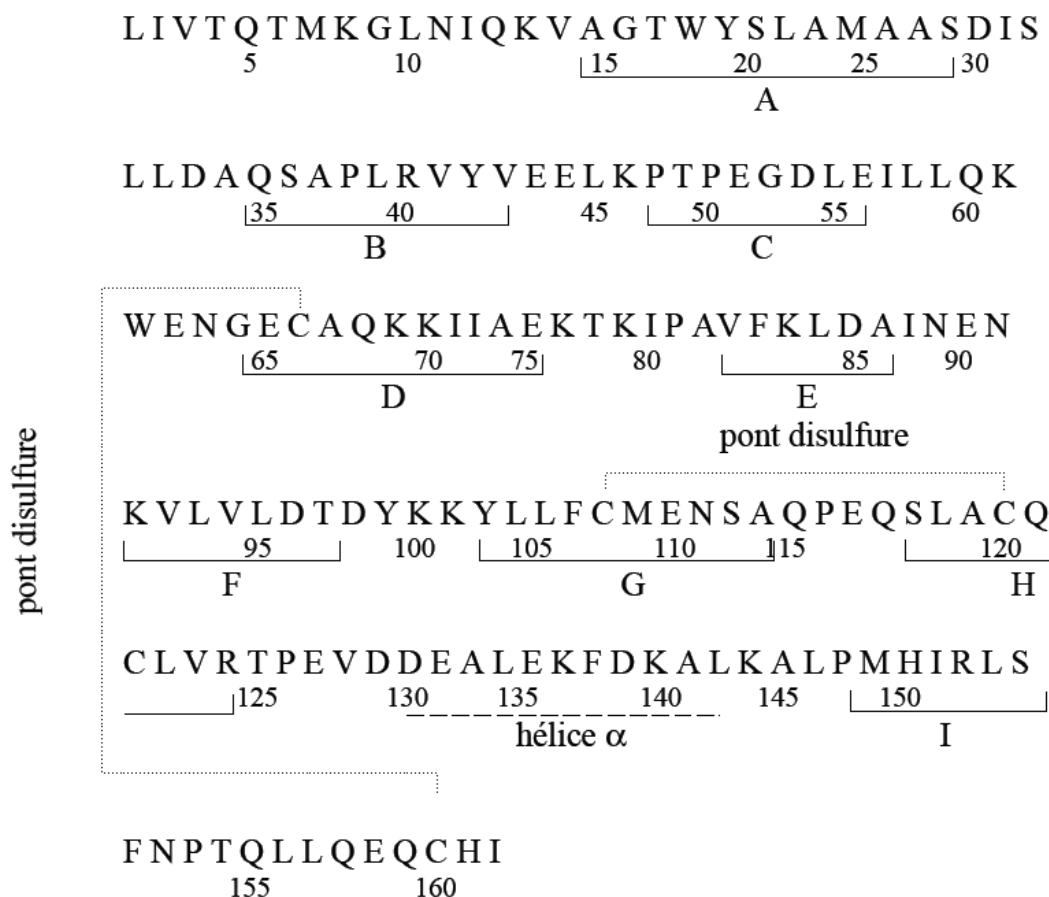 L I V T Q T M K G L N I Q K V A G T W Y S L A M A A S D I S
5 10 15 20 25 30
A
L L D A Q S A P L R V Y V E E L K P T P E G D L E I L L Q K
35 40 45 50 55 60
B C
W E N G E C A Q K K I I A E K T K I P A V F K L D A I N E N
65 70 75 80 85 90
D E
pont disulfure
pont disulfure
K V L V L D T D Y K K Y L L F C M E N S A Q P E Q S L A C Q
95 100 105 110 115 120
F G H
C L V R T P E V D D E A L E K F D K A L K A L P M H I R L S
125 130 135 140 145 150
hélice α I
F N P T Q L L Q E Q C H I
155 160